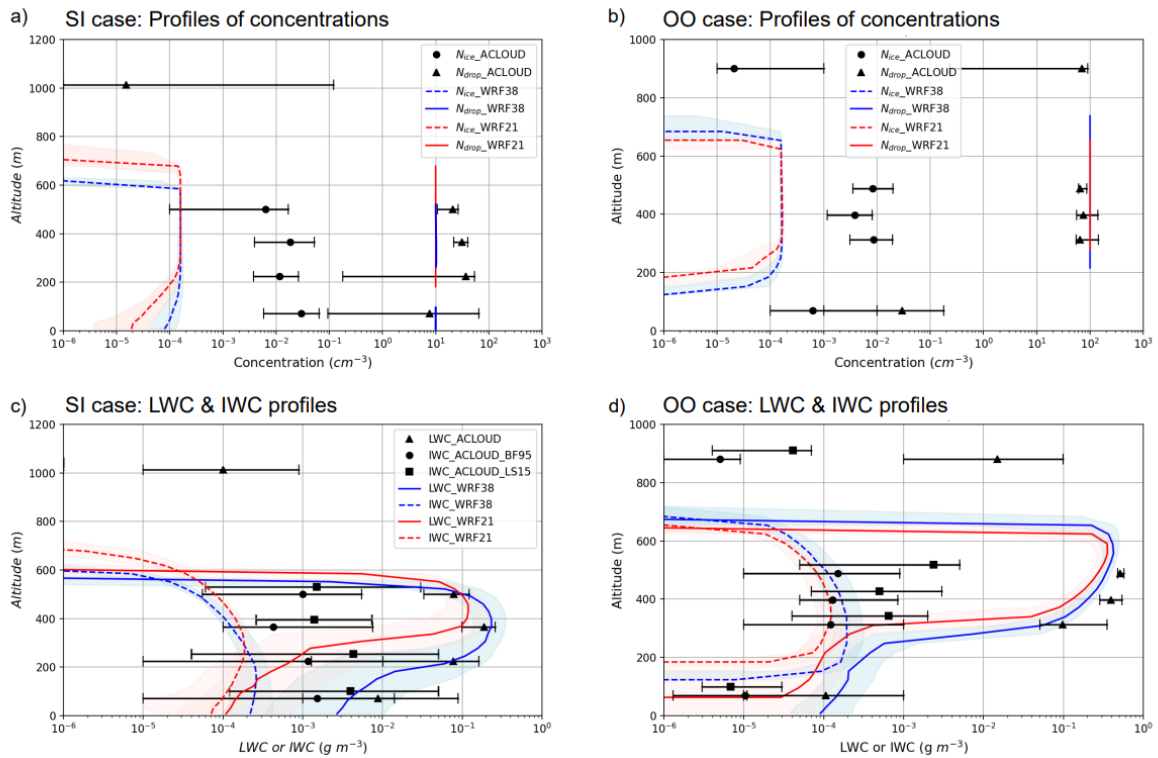 a) SI case: Profiles of concentrations
1200
1000
800
600
400
200
0
Altitude (m)
N_ice_ACLOUD
N_drop_ACLOUD
N_ice_WRF38
N_drop_WRF38
N_ice_WRF21
N_drop_WRF21
10^-6 10^-5 10^-4 10^-3 10^-2 10^-1 10^0 10^1 10^2 10^3
Concentration (cm^-3)
b) OO case: Profiles of concentrations
1000
800
600
400
200
0
Altitude (m)
N_ice_ACLOUD
N_drop_ACLOUD
N_ice_WRF38
N_drop_WRF38
N_ice_WRF21
N_drop_WRF21
10^-6 10^-5 10^-4 10^-3 10^-2 10^-1 10^0 10^1 10^2 10^3
Concentration (cm^-3)
c) SI case: LWC & IWC profiles
1200
1000
800
600
400
200
0
Altitude (m)
LWC_ACLOUD
IWC_ACLOUD_BF95
IWC_ACLOUD_LS15
LWC_WRF38
IWC_WRF38
LWC_WRF21
IWC_WRF21
10^-6 10^-5 10^-4 10^-3 10^-2 10^-1 10^0
LWC or IWC (g m^-3)
d) OO case: LWC & IWC profiles
1000
800
600
400
200
0
Altitude (m)
10^-6 10^-5 10^-4 10^-3 10^-2 10^-1 10^0
LWC or IWC (g m^-3)